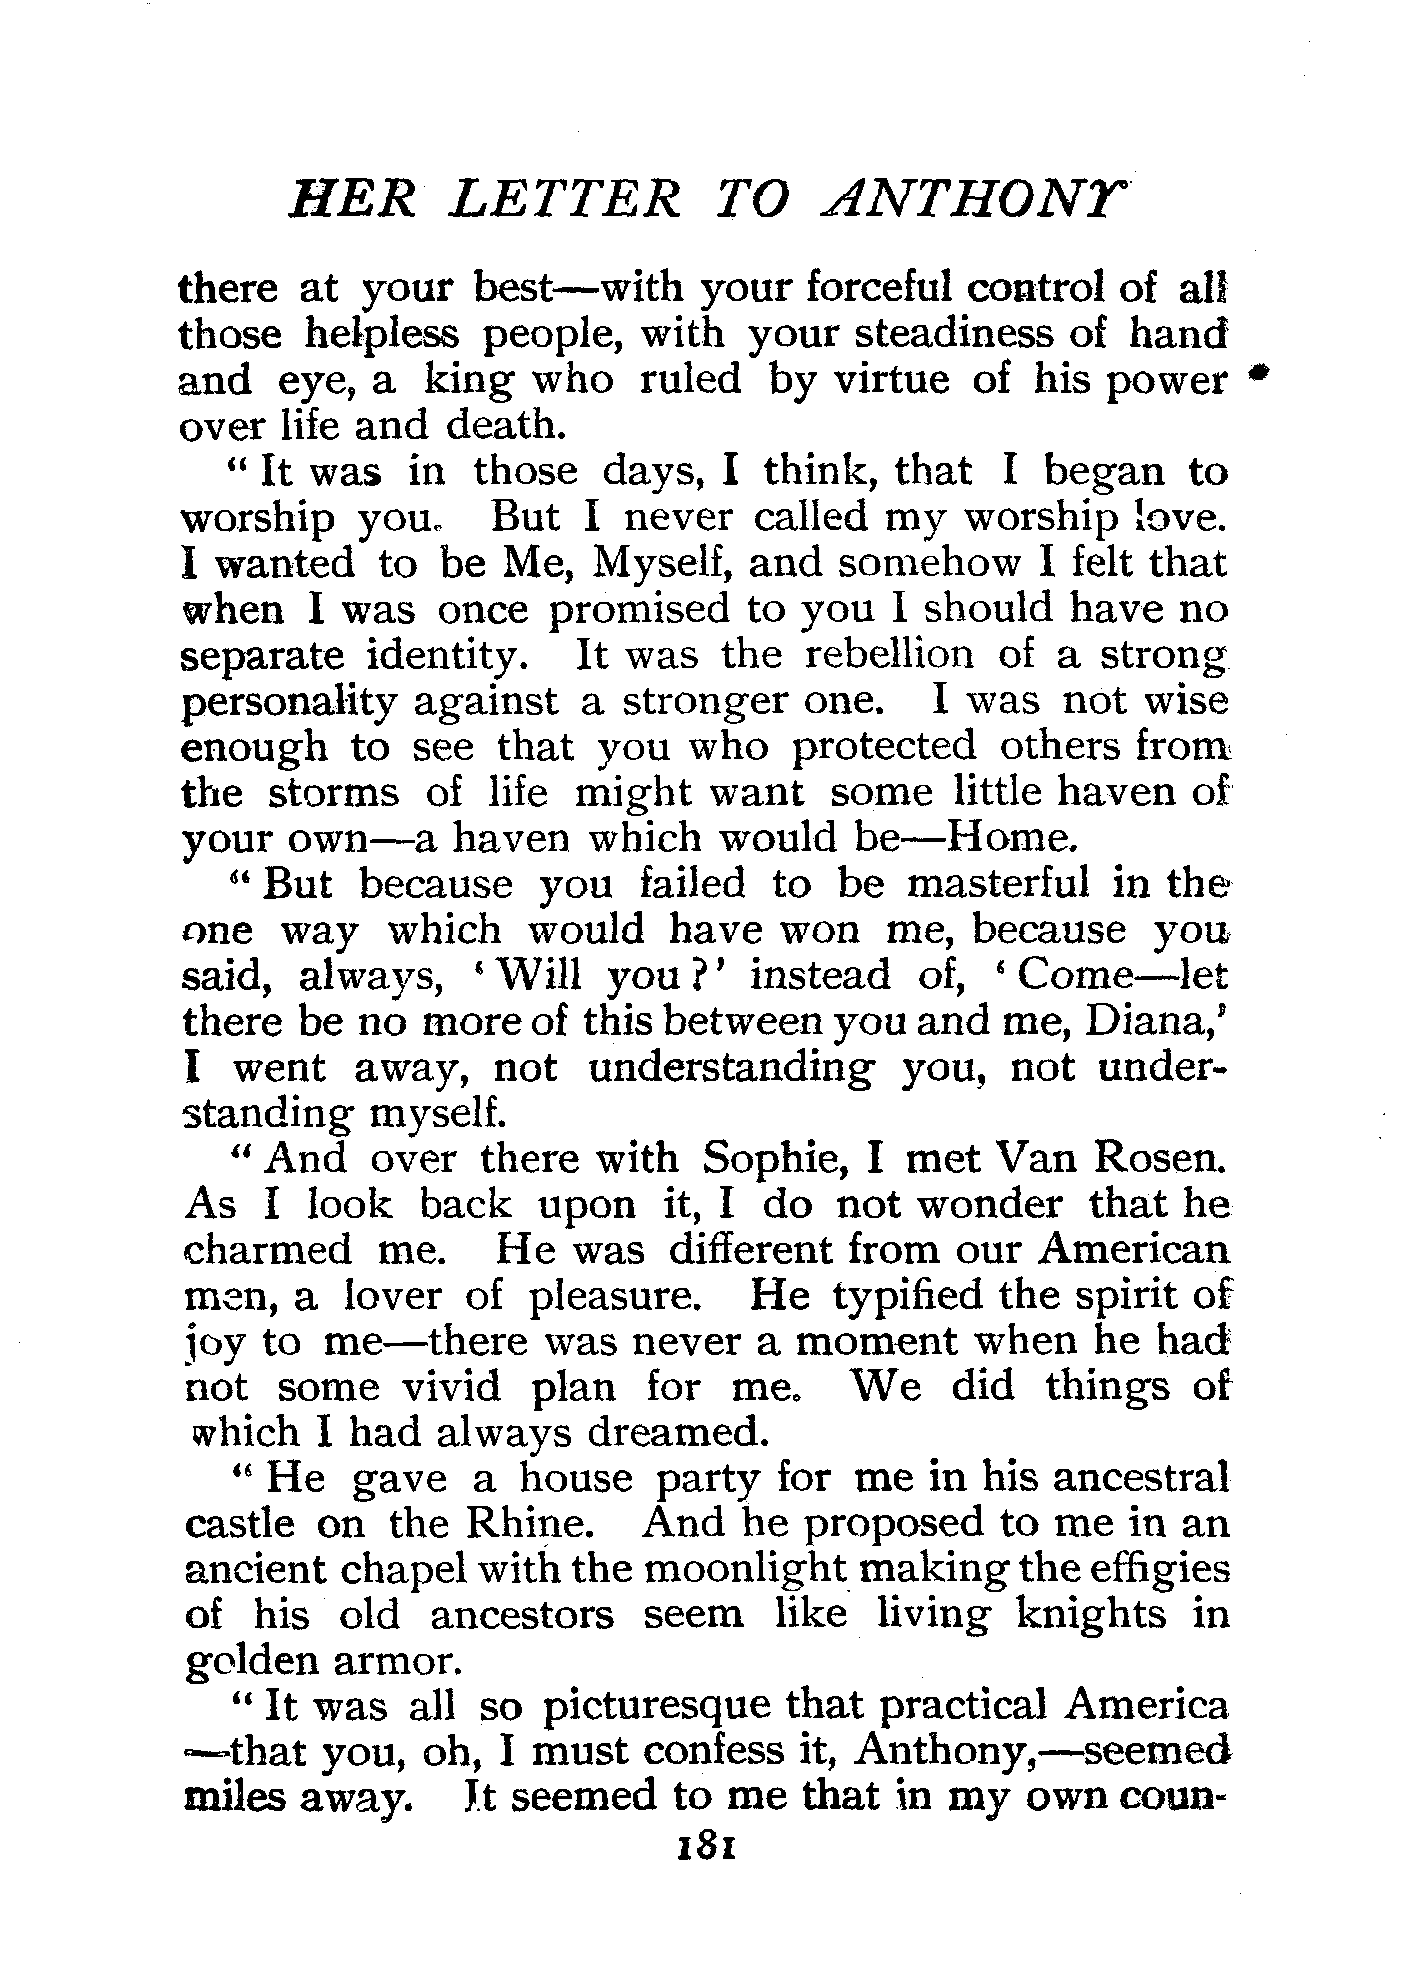 HER LETTER TO ANTHONY
there at your best—with your forceful control of all
those helpless people, with your steadiness of hand
and eye, a king who ruled by virtue of his power
over life and death.
“ It was in those days, I think, that I began to
worship you. But I never called my worship love.
I wanted to be Me, Myself, and somehow I felt that
when I was once promised to you I should have no
separate identity. It was the rebellion of a strong
personality against a stronger one. I was not wise
enough to see that you who protected others from
the storms of life might want some little haven of
your own—a haven which would be—Home.
“ But because you failed to be masterful in the
one way which would have won me, because you
said, always, ‘ Will you ?’ instead of, ‘ Come—let
there be no more of this between you and me, Diana,’
I went away, not understanding you, not under-
standing myself.
“ And over there with Sophie, I met Van Rosen.
As I look back upon it, I do not wonder that he
charmed me. He was different from our American
men, a lover of pleasure. He typified the spirit of
joy to me—there was never a moment when he had
not some vivid plan for me. We did things of
which I had always dreamed.
“ He gave a house party for me in his ancestral
castle on the Rhine. And he proposed to me in an
ancient chapel with the moonlight making the effigies
of his old ancestors seem like living knights in
golden armor.
“ It was all so picturesque that practical America
—that you, oh, I must confess it, Anthony,—seemed
miles away. It seemed to me that in my own coun-
181